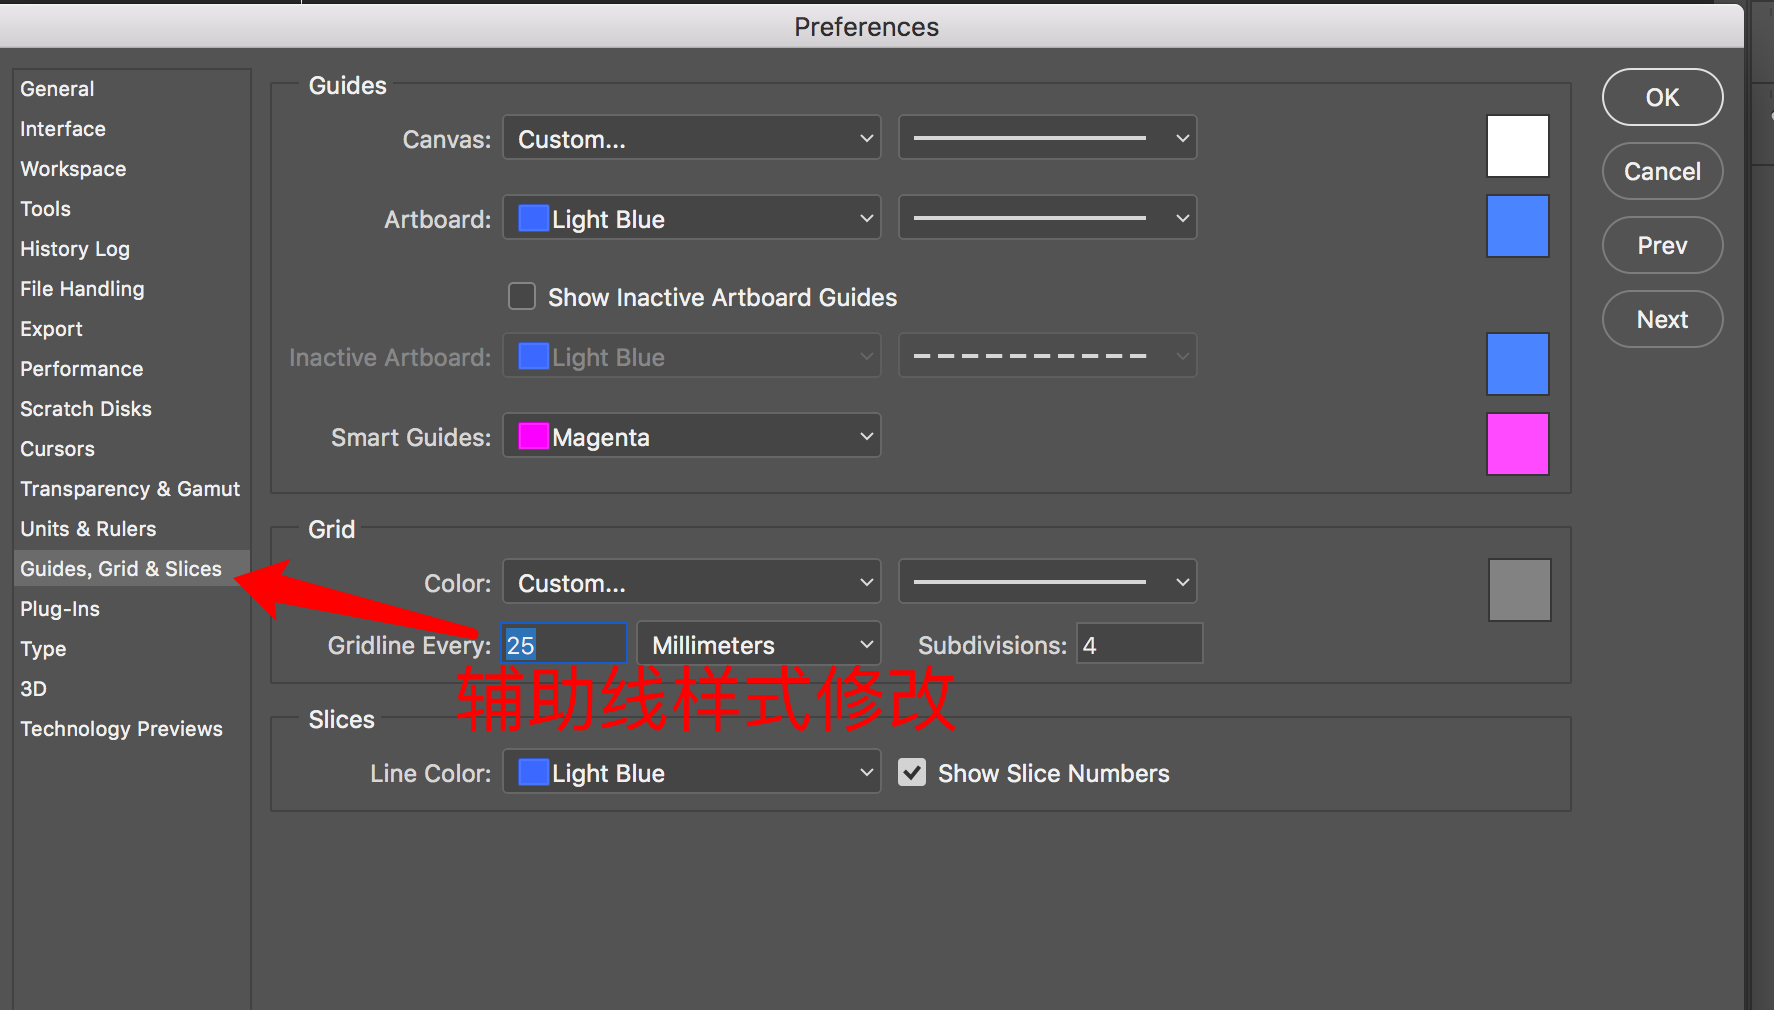 Preferences
General
Interface
Workspace
Tools
History Log
File Handling
Export
Performance
Scratch Disks
Cursors
Transparency & Gamut
Units & Rulers
Guides, Grid & Slices
Plug-Ins
Type
3D
Technology Previews
Guides
Canvas: Custom...
Artboard: Light Blue
Show Inactive Artboard Guides
Inactive Artboard: Light Blue
Smart Guides: Magenta
Grid
Color: Custom...
Gridline Every: 25 Millimeters Subdivisions: 4
辅助线样式修改
Slices
Line Color: Light Blue Show Slice Numbers
OK
Cancel
Prev
Next